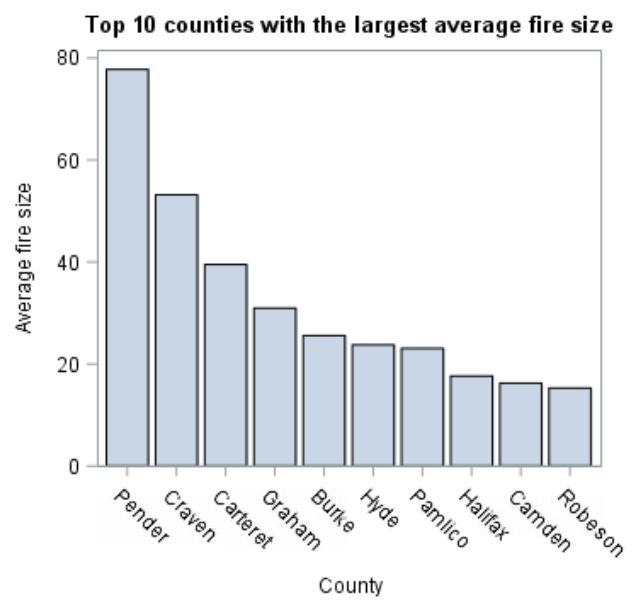 Top 10 counties with the largest average fire size
80
60
40
20
0
Average fire size
Pender
Craven
Carteret
Graham
Burke
Hyde
Pamlico
Halifax
Camden
Robeson
County